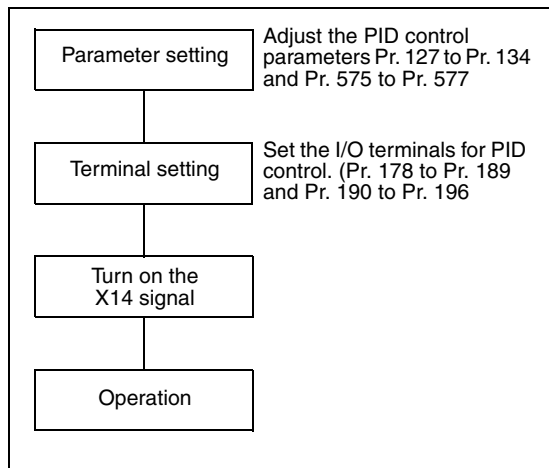 Parameter setting
Adjust the PID control
parameters Pr. 127 to Pr. 134
and Pr. 575 to Pr. 577
Terminal setting
Set the I/O terminals for PID
control. (Pr. 178 to Pr. 189
and Pr. 190 to Pr. 196
Turn on the
X14 signal
Operation